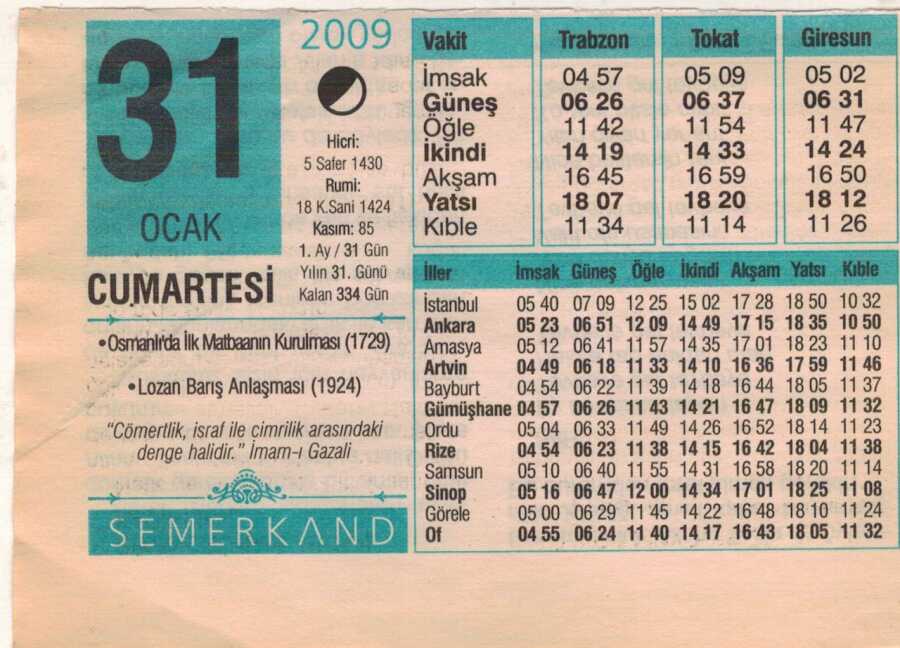 31
OCAK
CUMARTESİ
2009
Hicri:
5 Safer 1430
Rumi:
18 K.Sani 1424
Kasım: 85
1. Ay / 31 Gün
Yılın 31. Günü
Kalan 334 Gün
•Osmanlı'da İlk Matbaanın Kurulması (1729)
•Lozan Barış Anlaşması (1924)
"Cömertlik, israf ile cimrilik arasındaki
denge halidir." İmam-ı Gazali
SEMERKAND
Vakit Trabzon Tokat Giresun
İmsak 04 57 05 09 05 02
Güneş 06 26 06 37 06 31
Öğle 11 42 11 54 11 47
İkindi 14 19 14 33 14 24
Akşam 16 45 16 59 16 50
Yatsı 18 07 18 20 18 12
Kıble 11 34 11 14 11 26
İller İmsak Güneş Öğle İkindi Akşam Yatsı Kıble
İstanbul 05 40 07 09 12 25 15 02 17 28 18 50 10 32
Ankara 05 23 06 51 12 09 14 49 17 15 18 35 10 50
Amasya 05 12 06 41 11 57 14 35 17 01 18 23 11 10
Artvin 04 49 06 18 11 33 14 10 16 36 17 59 11 46
Bayburt 04 54 06 22 11 39 14 18 16 44 18 05 11 37
Gümüşhane 04 57 06 26 11 43 14 21 16 47 18 09 11 32
Ordu 05 04 06 33 11 49 14 26 16 52 18 14 11 23
Rize 04 54 06 23 11 38 14 15 16 42 18 04 11 38
Samsun 05 10 06 40 11 55 14 31 16 58 18 20 11 14
Sinop 05 16 06 47 12 00 14 34 17 01 18 25 11 08
Görele 05 00 06 29 11 45 14 22 16 48 18 10 11 24
Of 04 55 06 24 11 40 14 17 16 43 18 05 11 32